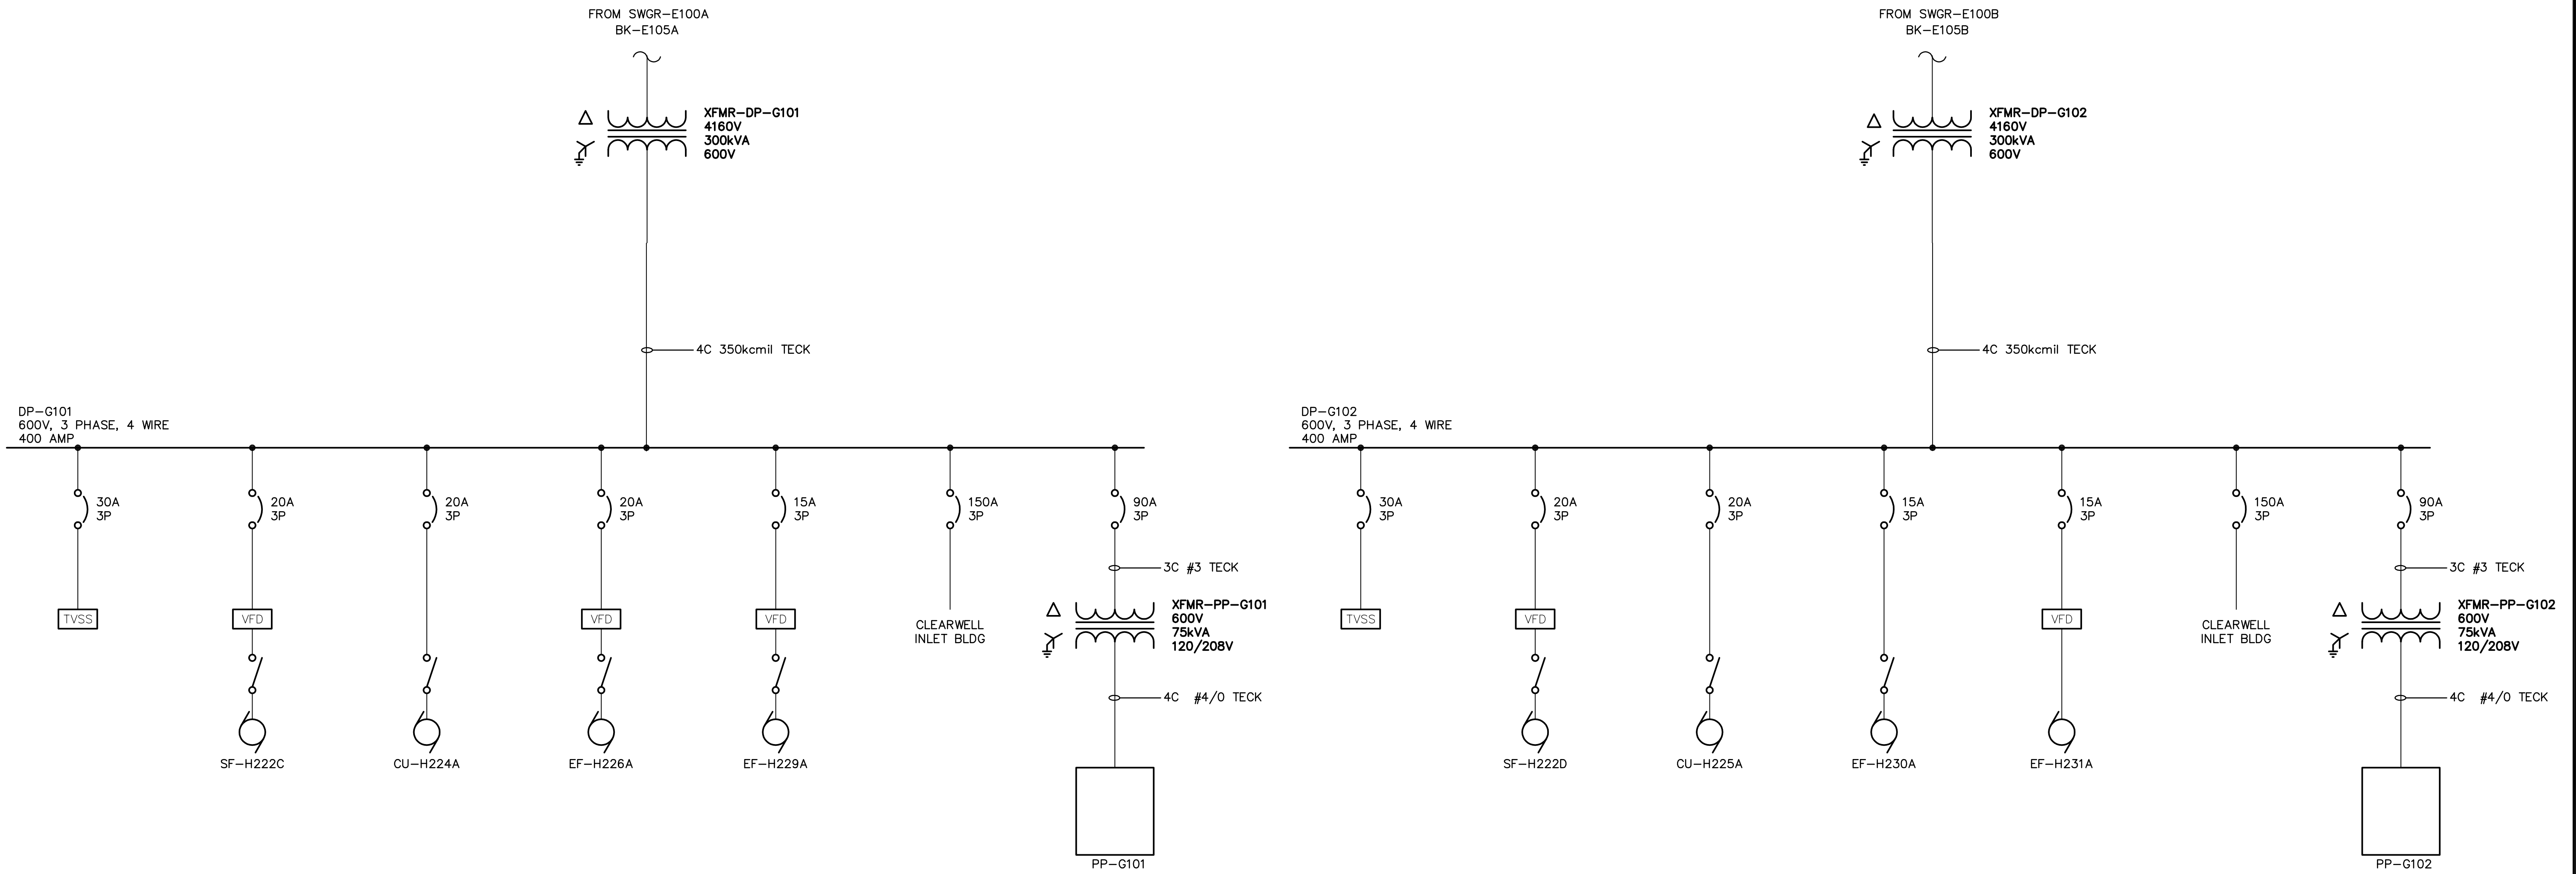 FROM SWGR-E100A
BK-E105A
XFMR-DP-G101
4160V
300kVA
600V
4C 350kcmil TECK
DP-G101
600V, 3 PHASE, 4 WIRE
400 AMP
30A
3P
20A
3P
20A
3P
20A
3P
15A
3P
150A
3P
90A
3P
3C #3 TECK
TVSS
VFD
VFD
VFD
CLEARWELL
INLET BLDG
XFMR-PP-G101
600V
75kVA
120/208V
4C #4/0 TECK
SF-H222C
CU-H224A
EF-H226A
EF-H229A
PP-G101
FROM SWGR-E100B
BK-E105B
XFMR-DP-G102
4160V
300kVA
600V
4C 350kcmil TECK
DP-G102
600V, 3 PHASE, 4 WIRE
400 AMP
30A
3P
20A
3P
20A
3P
15A
3P
15A
3P
150A
3P
90A
3P
3C #3 TECK
TVSS
VFD
VFD
CLEARWELL
INLET BLDG
XFMR-PP-G102
600V
75kVA
120/208V
4C #4/0 TECK
SF-H222D
CU-H225A
EF-H230A
EF-H231A
PP-G102